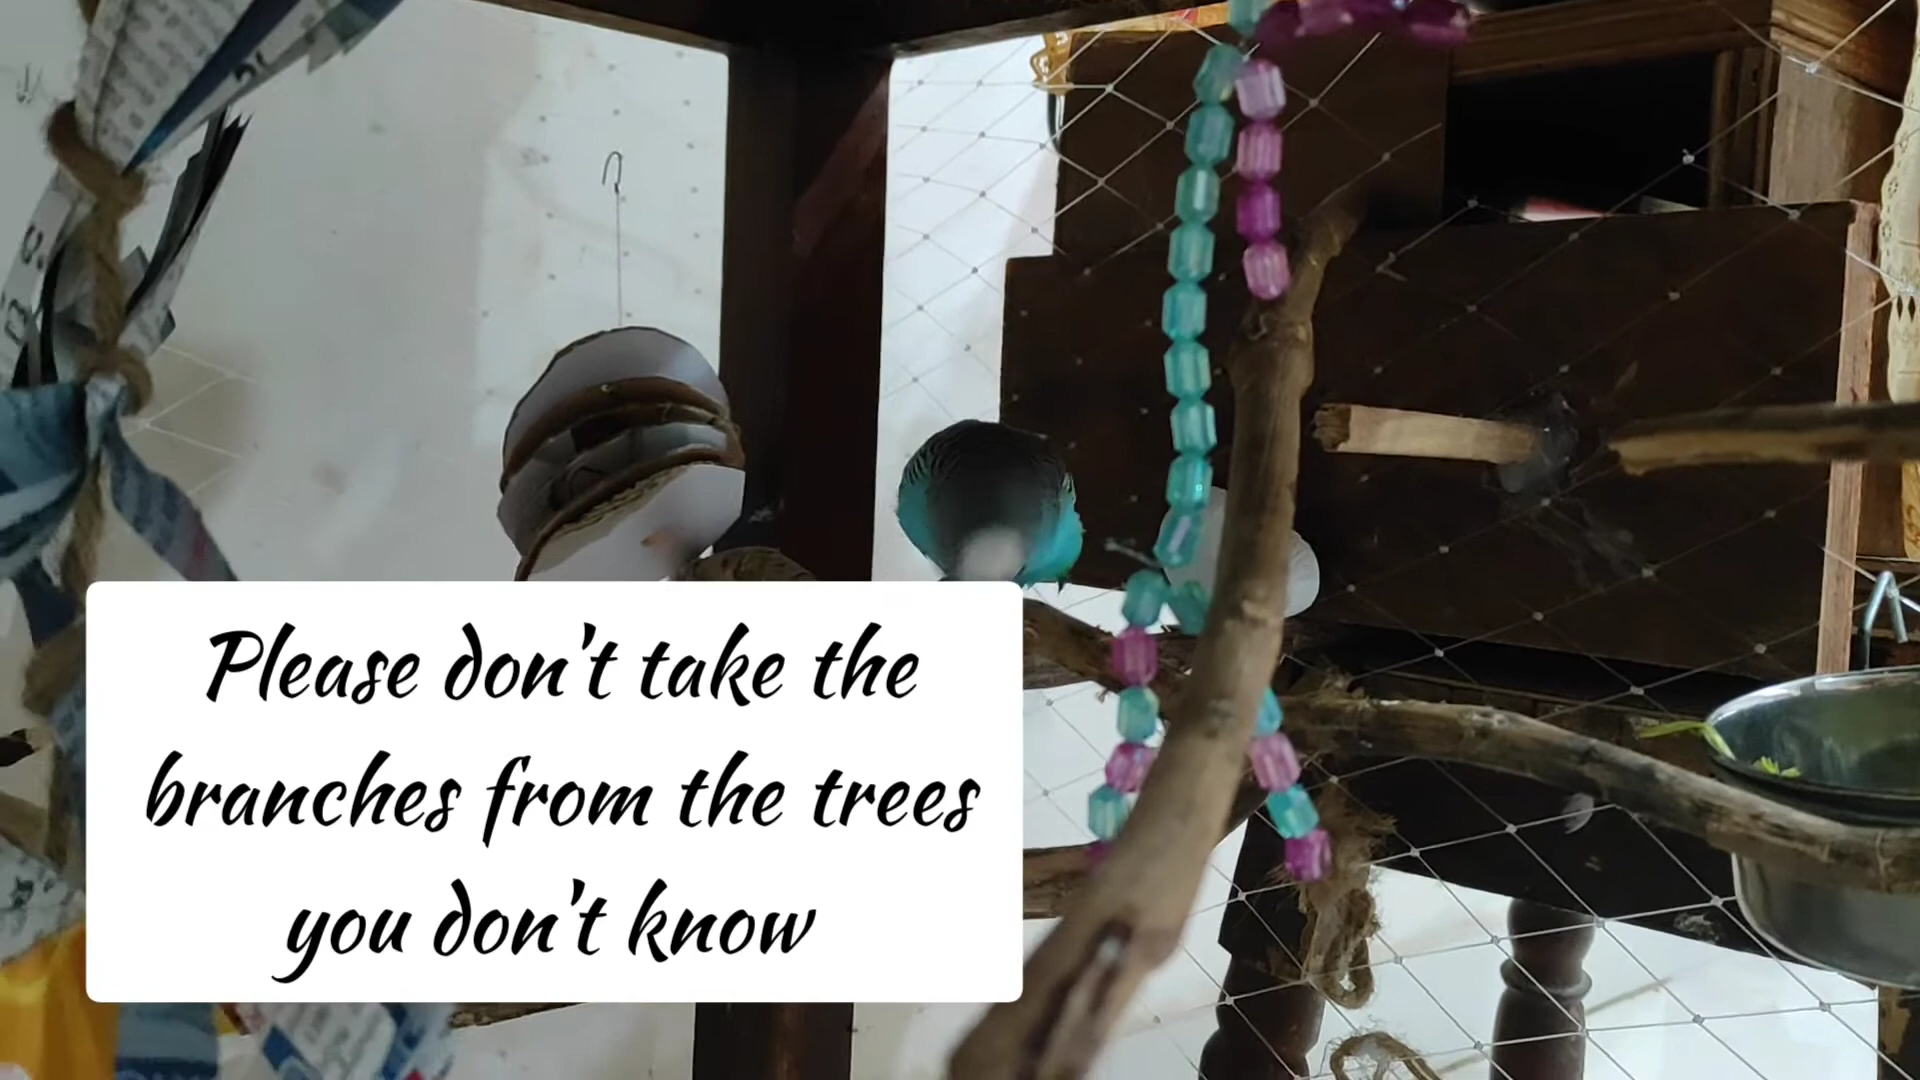 Please don't take the
branches from the trees
you don't know